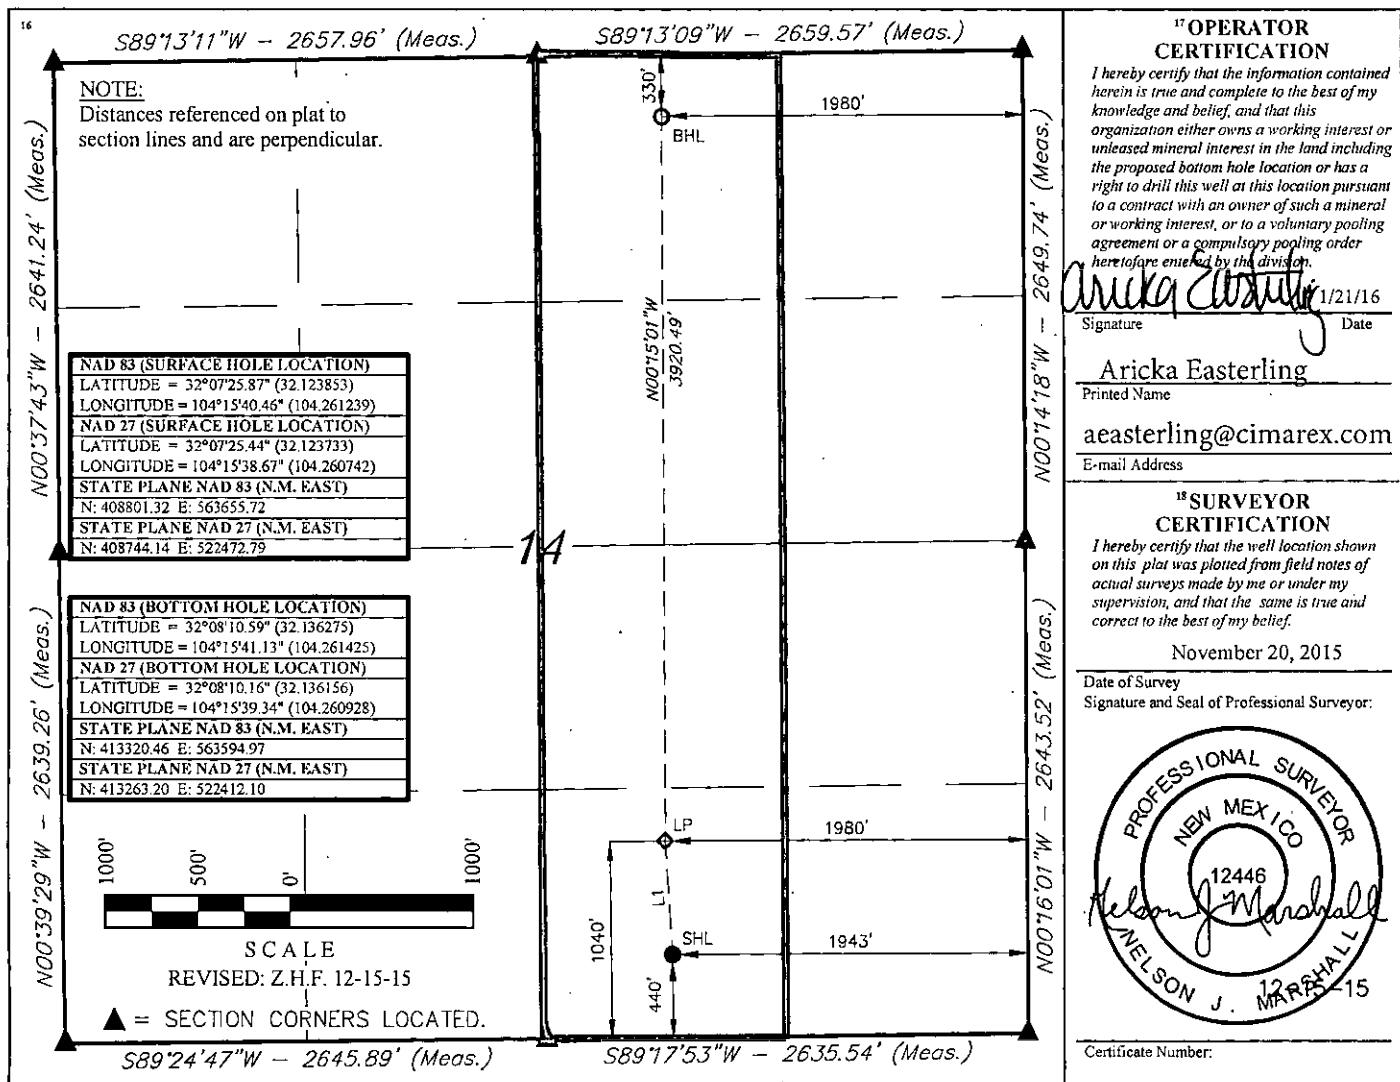 16
S89°13'11"W - 2657.96' (Meas.)
S89°13'09"W - 2659.57' (Meas.)
NOTE:
Distances referenced on plat to
section lines and are perpendicular.
330'
1980'
BHL
N00°37'43"W - 2641.24' (Meas.)
N00°15'01"W
3920.49'
N00°14'18"W - 2649.74' (Meas.)
NAD 83 (SURFACE HOLE LOCATION)
LATITUDE = 32°07'25.87" (32.123853)
LONGITUDE = 104°15'40.46" (104.261239)
NAD 27 (SURFACE HOLE LOCATION)
LATITUDE = 32°07'25.44" (32.123733)
LONGITUDE = 104°15'38.67" (104.260742)
STATE PLANE NAD 83 (N.M. EAST)
N: 408801.32 E: 563655.72
STATE PLANE NAD 27 (N.M. EAST)
N: 408744.14 E: 522472.79
14
NAD 83 (BOTTOM HOLE LOCATION)
LATITUDE = 32°08'10.59" (32.136275)
LONGITUDE = 104°15'41.13" (104.261425)
NAD 27 (BOTTOM HOLE LOCATION)
LATITUDE = 32°08'10.16" (32.136156)
LONGITUDE = 104°15'39.34" (104.260928)
STATE PLANE NAD 83 (N.M. EAST)
N: 413320.46 E: 563594.97
STATE PLANE NAD 27 (N.M. EAST)
N: 413263.20 E: 522412.10
N00°39'29"W - 2639.26' (Meas.)
N00°16'01"W - 2643.52' (Meas.)
LP
1980'
L1
1040'
SHL
1943'
440'
1000'
500'
0'
1000'
SCALE
REVISED: Z.H.F. 12-15-15
▲ = SECTION CORNERS LOCATED.
S89°24'47"W - 2645.89' (Meas.)
S89°17'53"W - 2635.54' (Meas.)
17 OPERATOR
CERTIFICATION
I hereby certify that the information contained
herein is true and complete to the best of my
knowledge and belief, and that this
organization either owns a working interest or
unleased mineral interest in the land including
the proposed bottom hole location or has a
right to drill this well at this location pursuant
to a contract with an owner of such a mineral
or working interest, or to a voluntary pooling
agreement or a compulsory pooling order
heretofore entered by the division.
Aricka Easterling 1/21/16
Signature Date
Aricka Easterling
Printed Name
aeasterling@cimarex.com
E-mail Address
18 SURVEYOR
CERTIFICATION
I hereby certify that the well location shown
on this plat was plotted from field notes of
actual surveys made by me or under my
supervision, and that the same is true and
correct to the best of my belief.
November 20, 2015
Date of Survey
Signature and Seal of Professional Surveyor:
PROFESSIONAL SURVEYOR
NEW MEXICO
12446
Nelson J Marshall
NELSON J. MARSHALL
Certificate Number: